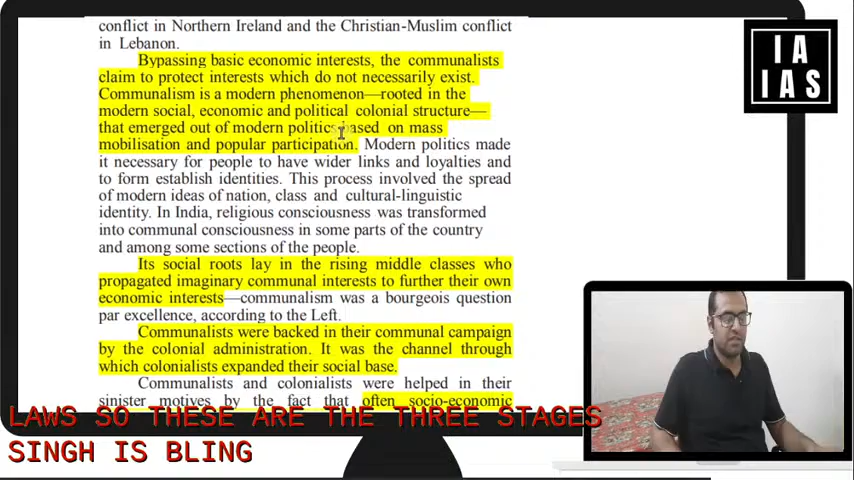 conflict in Northern Ireland and the Christian-Muslim conflict
in Lebanon.
Bypassing basic economic interests, the communalists
claim to protect interests which do not necessarily exist.
Communalism is a modern phenomenon—rooted in the
modern social, economic and political colonial structure—
that emerged out of modern politics based on mass
mobilisation and popular participation. Modern politics made
it necessary for people to have wider links and loyalties and
to form establish identities. This process involved the spread
of modern ideas of nation, class and cultural-linguistic
identity. In India, religious consciousness was transformed
into communal consciousness in some parts of the country
and among some sections of the people.
Its social roots lay in the rising middle classes who
propagated imaginary communal interests to further their own
economic interests—communalism was a bourgeois question
par excellence, according to the Left.
Communalists were backed in their communal campaign
by the colonial administration. It was the channel through
which colonialists expanded their social base.
Communalists and colonialists were helped in their
sinister motives by the fact that often socio-economic
IA
IAS
LAWS SO THESE ARE THE THREE STAGES
SINGH IS BLING